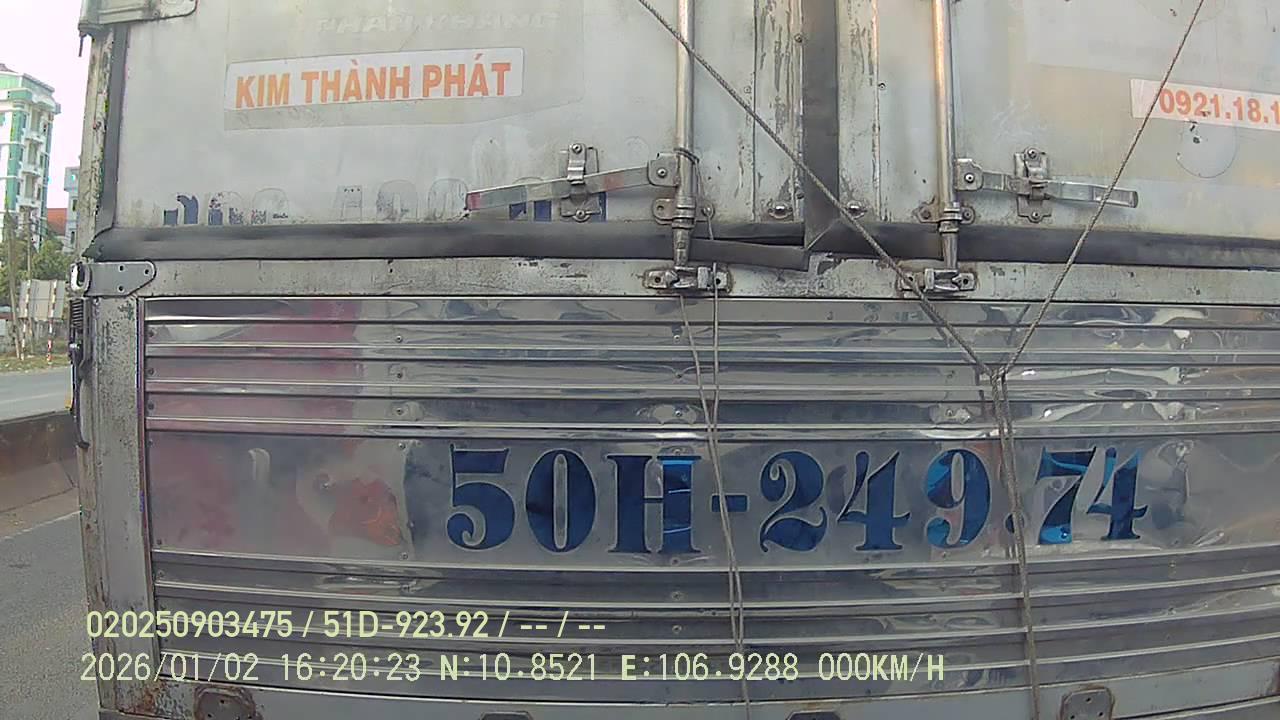 KIM THÀNH PHÁT
0921.18.1
50H-249.74
020250903475 / 51D-923.92 / -- / --
2026/01/02 16:20:23 N:10.8521 E:106.9288 000KM/H